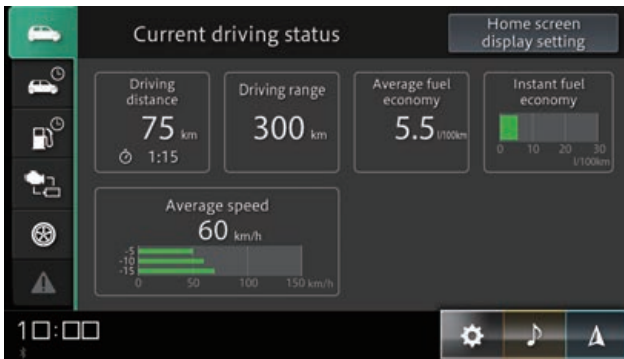 Current driving status
Home screen
display setting
Driving
distance
75 km
1:15
Driving range
300 km
Average fuel
economy
5.5 l/100km
Instant fuel
economy
0 10 20 30
l/100km
Average speed
60 km/h
-5
-10
-15
0 50 100 150 km/h
1□:□□